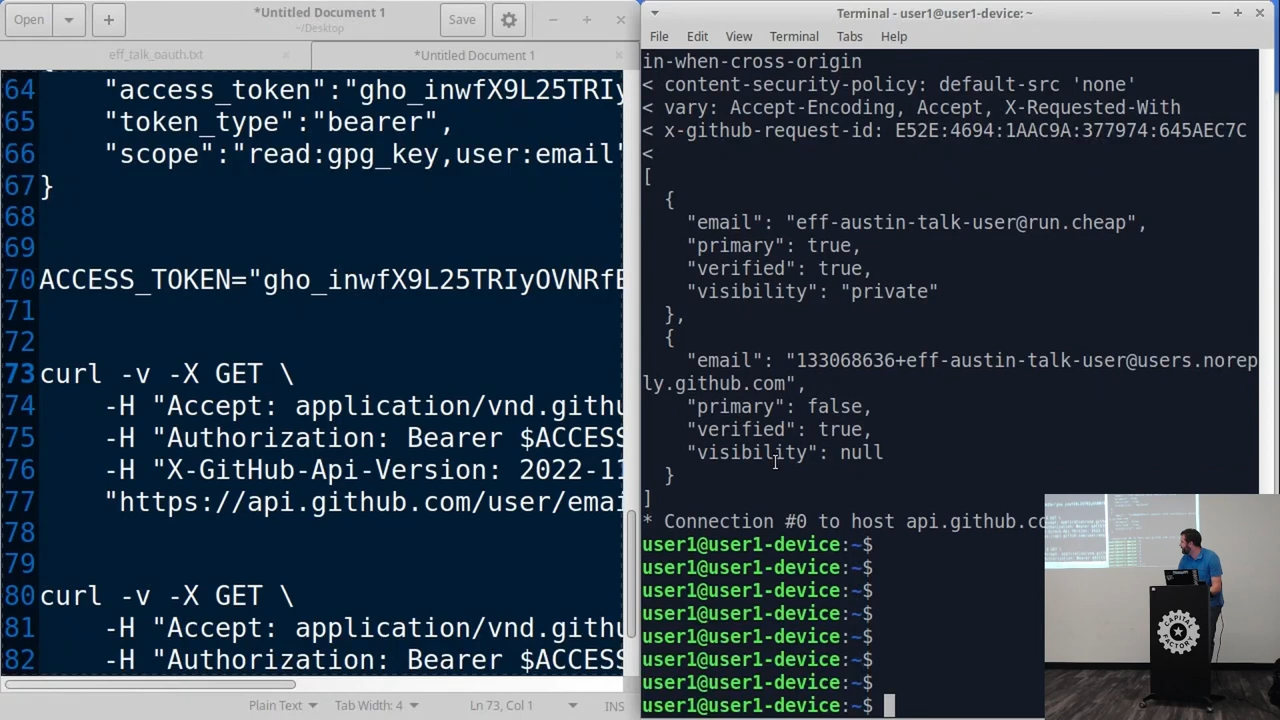 Open
*Untitled Document 1
~/Desktop
Save
eff_talk_oauth.txt
*Untitled Document 1
64 "access_token":"gho_inwfX9L25TRIy
65 "token_type":"bearer",
66 "scope":"read:gpg_key,user:email"
67 }
68
69
70 ACCESS_TOKEN="gho_inwfX9L25TRIyOVNRfE
71
72
73 curl -v -X GET \
74 -H "Accept: application/vnd.githu
75 -H "Authorization: Bearer $ACCESS
76 -H "X-GitHub-Api-Version: 2022-11
77 "https://api.github.com/user/emai
78
79
80 curl -v -X GET \
81 -H "Accept: application/vnd.githu
82 -H "Authorization: Bearer $ACCESS
Plain Text
Tab Width: 4
Ln 73, Col 1
INS
Terminal - user1@user1-device: ~
File Edit View Terminal Tabs Help
in-when-cross-origin
< content-security-policy: default-src 'none'
< vary: Accept-Encoding, Accept, X-Requested-With
< x-github-request-id: E52E:4694:1AAC9A:377974:645AEC7C
<
[
{
"email": "eff-austin-talk-user@run.cheap",
"primary": true,
"verified": true,
"visibility": "private"
},
{
"email": "133068636+eff-austin-talk-user@users.norep
ly.github.com",
"primary": false,
"verified": true,
"visibility": null
}
]
* Connection #0 to host api.github.co
user1@user1-device:~$
user1@user1-device:~$
user1@user1-device:~$
user1@user1-device:~$
user1@user1-device:~$
user1@user1-device:~$
user1@user1-device:~$
user1@user1-device:~$
CAPITAL
FACTORY